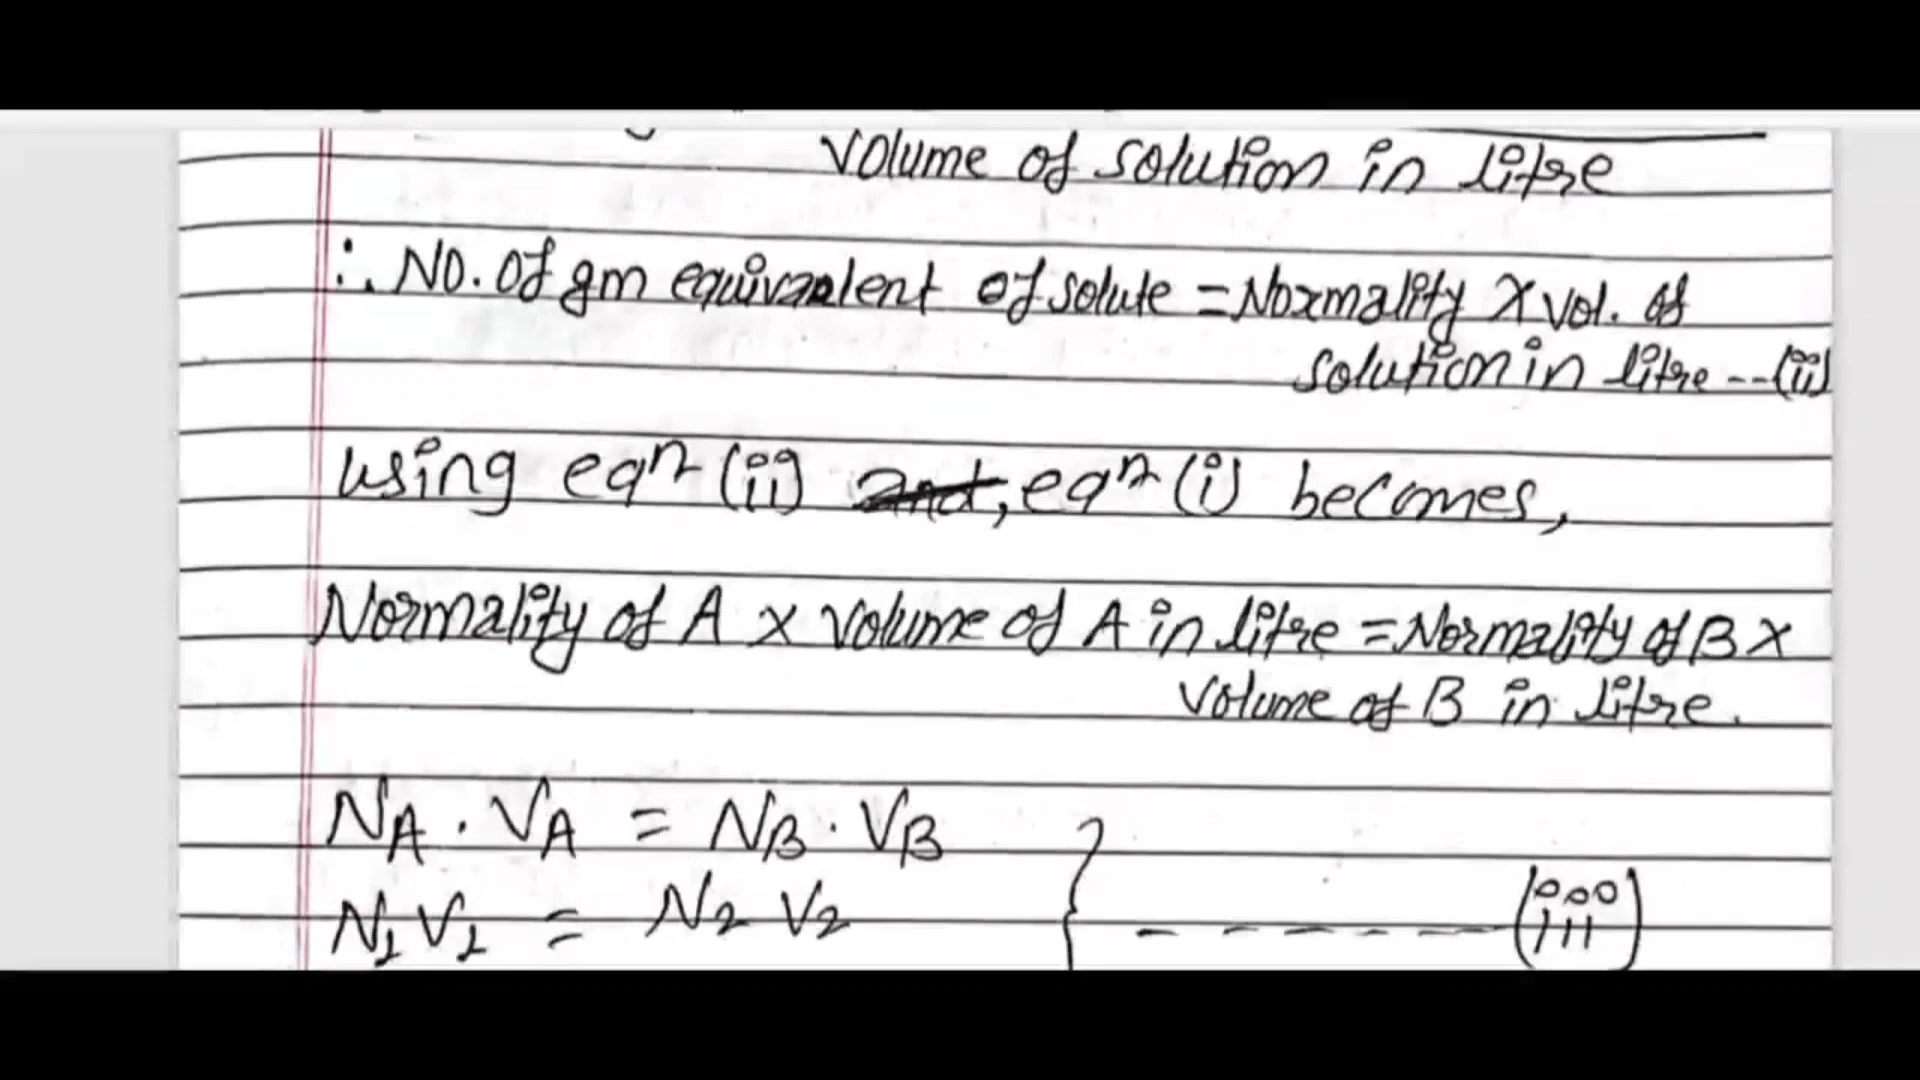 Volume of solution in litre
∴ No. of gm equivalent of solute = Normality X vol. of
solution in litre --(ii)
using eqn (ii) and, eqn (i) becomes,
Normality of A x Volume of A in litre = Normality of B x
Volume of B in litre.
NA . VA = NB . VB
N1 V1 = N2 V2 } - - - - - - (iii)